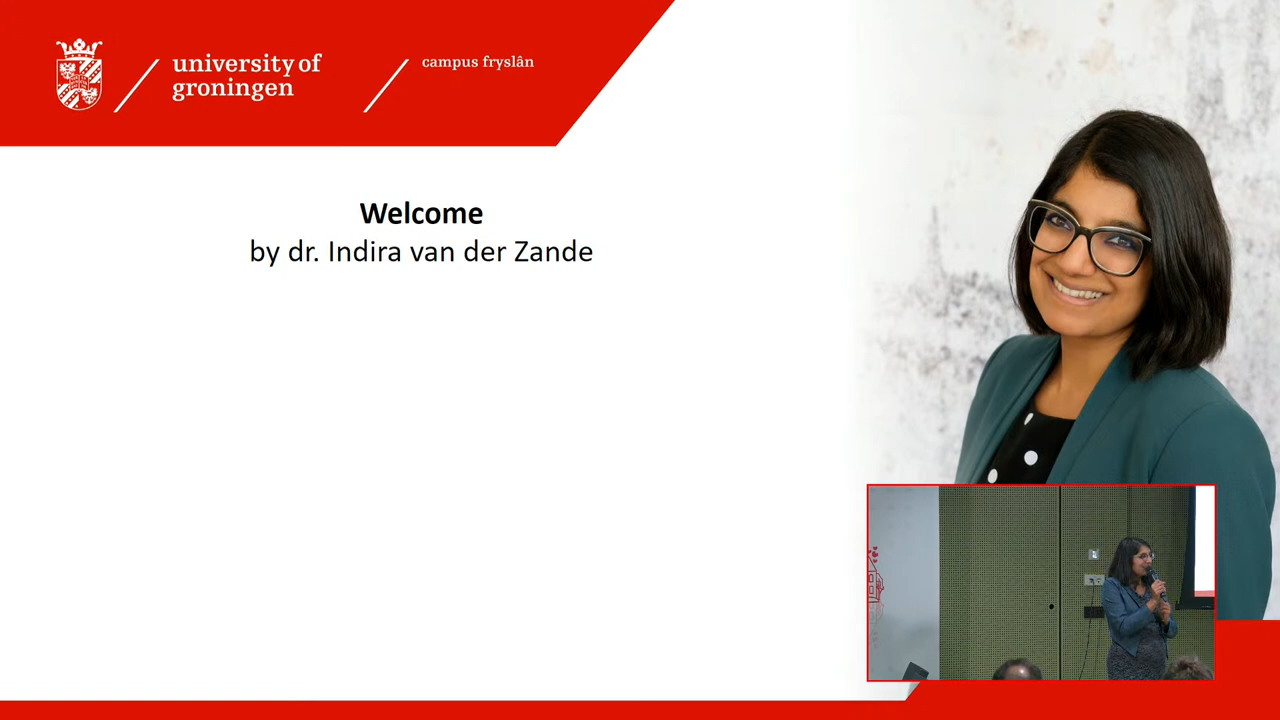 university of
groningen
campus fryslân
Welcome
by dr. Indira van der Zande